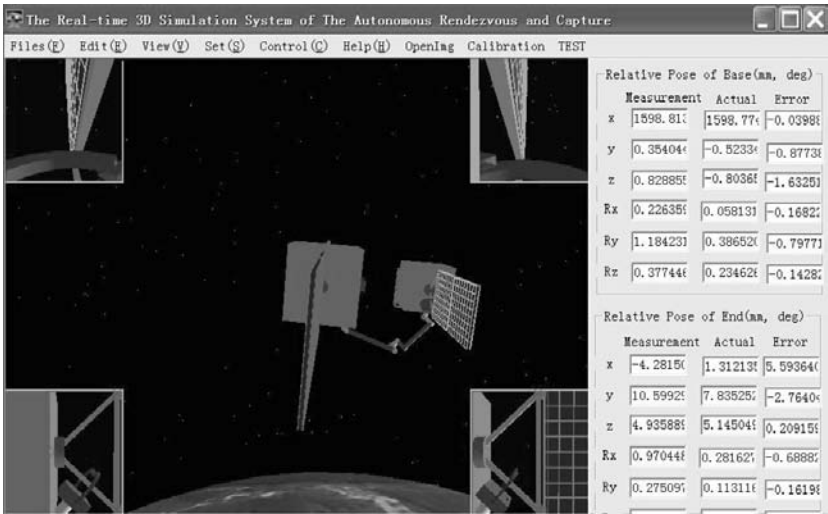 The Real-time 3D Simulation System of The Autonomous Rendezvous and Capture
Files(F) Edit(E) View(V) Set(S) Control(C) Help(H) OpenImg Calibration TEST
Relative Pose of Base(mm, deg)
Measurement Actual Error
x 1598.81 1598.77 -0.0398
y 0.35404 -0.5233 -0.8773
z 0.82885 -0.8036 -1.6325
Rx 0.22635 0.05813 -0.1682
Ry 1.18423 0.38652 -0.7977
Rz 0.37744 0.23462 -0.1428
Relative Pose of End(mm, deg)
Measurement Actual Error
x -4.2815 1.31213 5.59364
y 10.5992 7.83525 -2.7640
z 4.93588 5.14504 0.20915
Rx 0.97044 0.28162 -0.6888
Ry 0.27509 0.11311 -0.1619